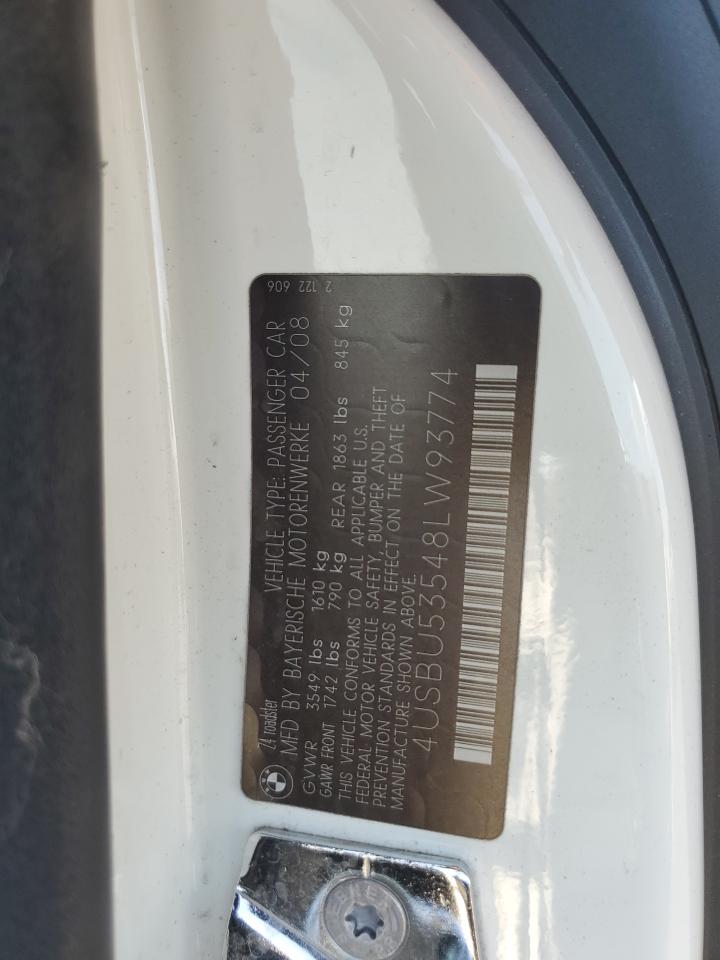 Z4 roadster VEHICLE TYPE: PASSENGER CAR
MFD BY BAYERISCHE MOTORENWERKE 04/08
GVWR 3549 lbs 1610 kg
GAWR FRONT 1742 lbs 790 kg REAR 1863 lbs 845 kg
THIS VEHICLE CONFORMS TO ALL APPLICABLE U.S.
FEDERAL MOTOR VEHICLE SAFETY, BUMPER AND THEFT
PREVENTION STANDARDS IN EFFECT ON THE DATE OF
MANUFACTURE SHOWN ABOVE.
4USBU53548LW93774
2 122 606